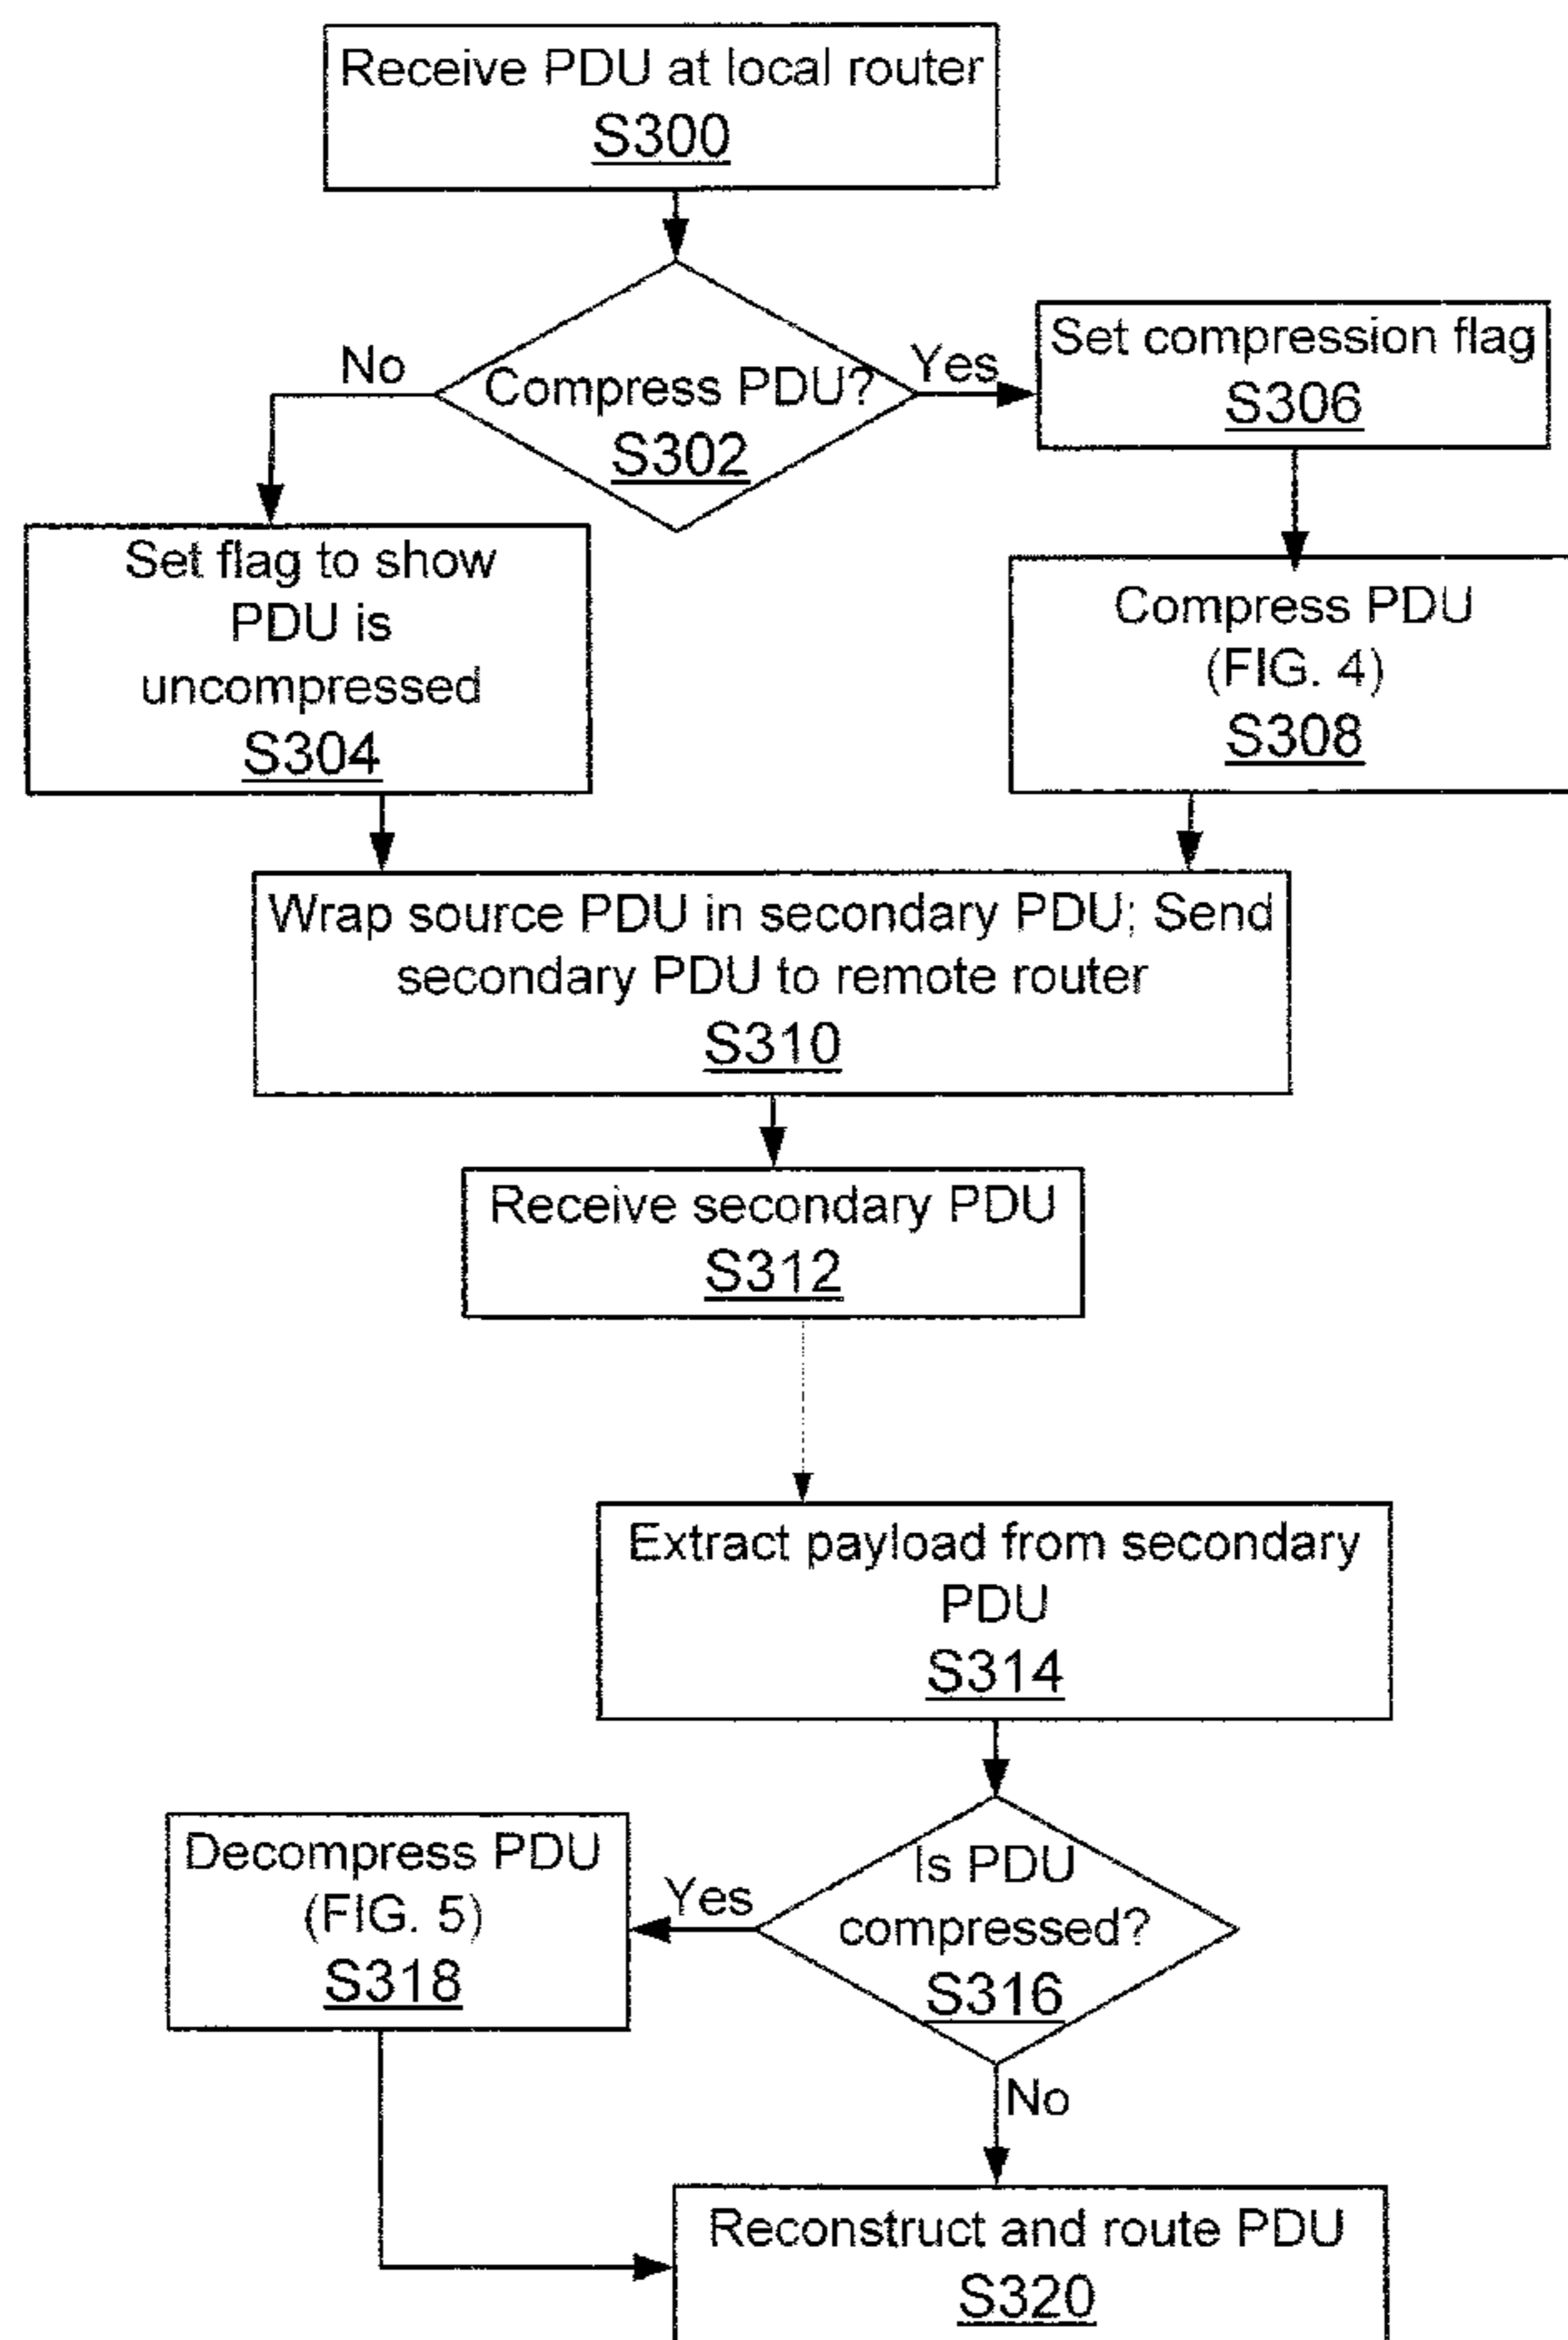 Receive PDU at local router
S300
No
Compress PDU?
S302
Yes
Set compression flag
S306
Set flag to show
PDU is
uncompressed
S304
Compress PDU
(FIG. 4)
S308
Wrap source PDU in secondary PDU; Send
secondary PDU to remote router
S310
Receive secondary PDU
S312
Extract payload from secondary
PDU
S314
Is PDU
compressed?
S316
Yes
Decompress PDU
(FIG. 5)
S318
No
Reconstruct and route PDU
S320